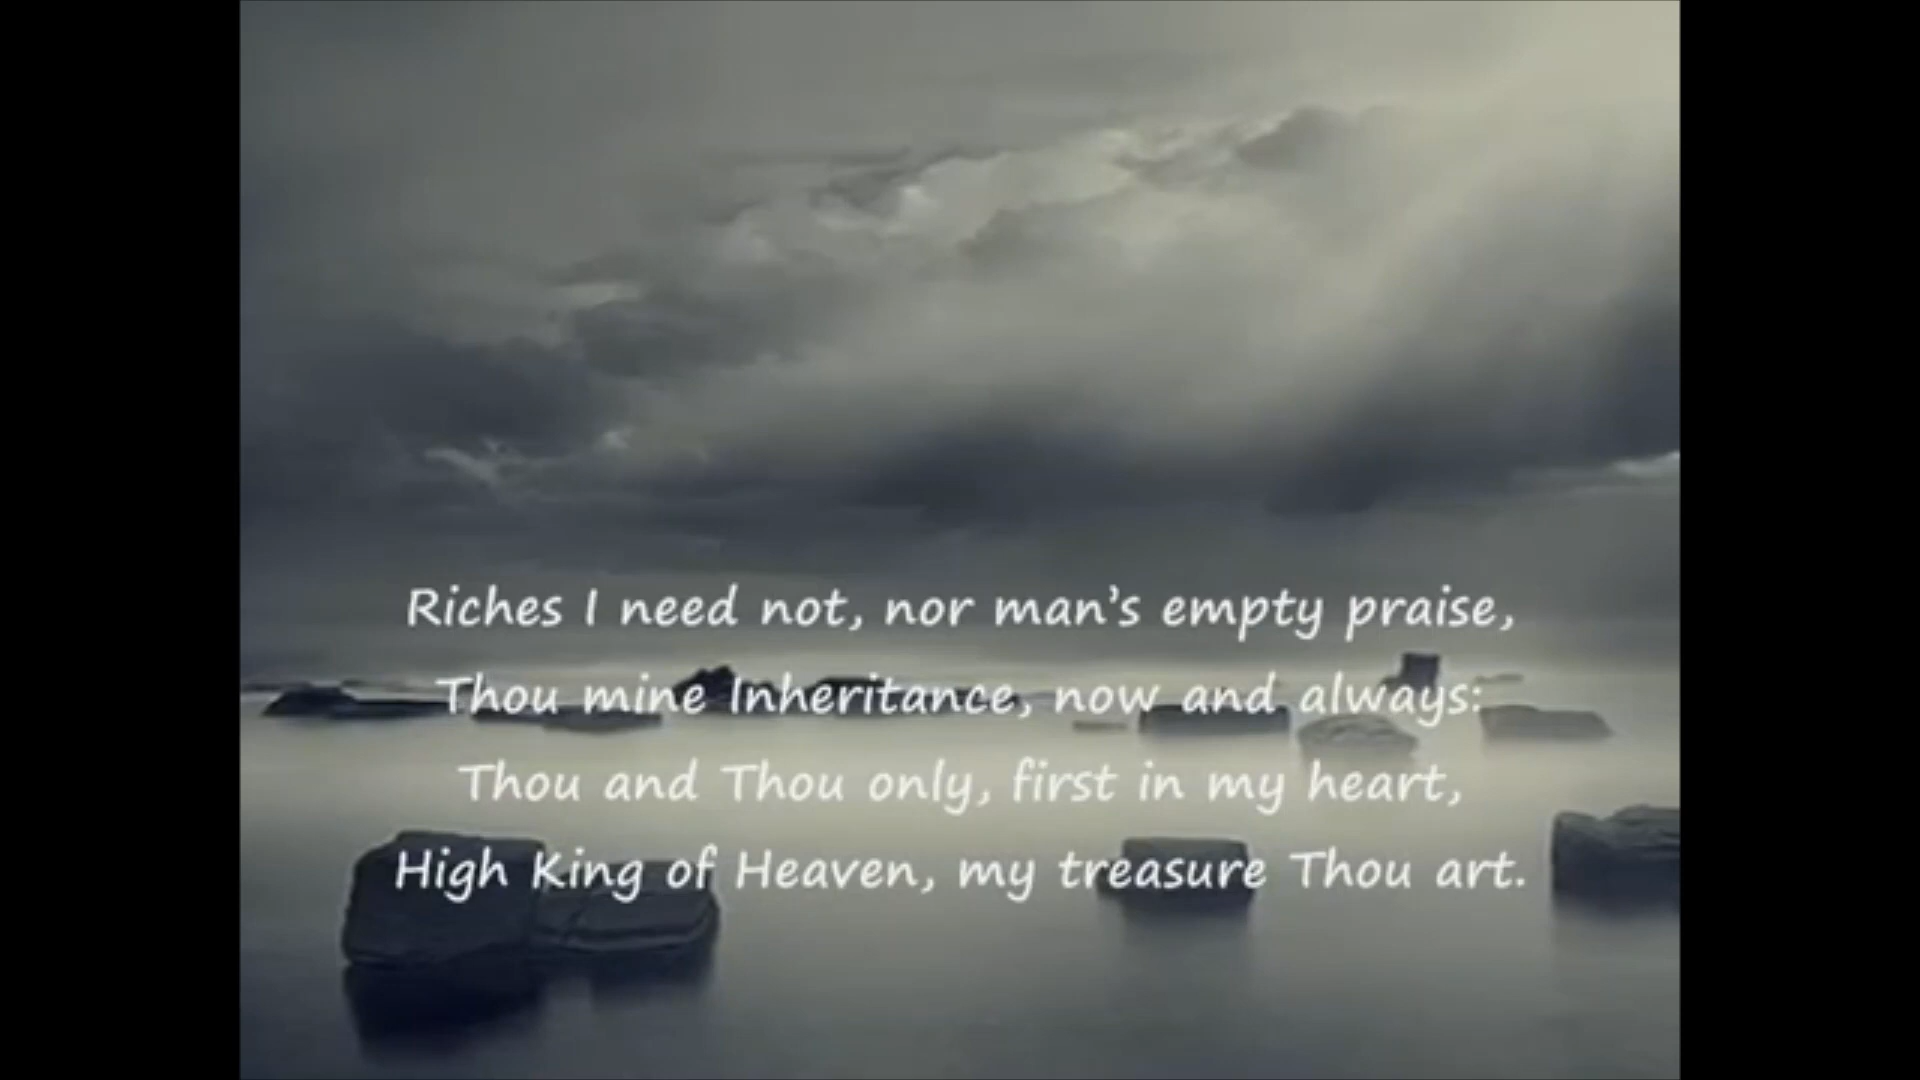 Riches I need not, nor man’s empty praise,
Thou mine Inheritance, now and always:
Thou and Thou only, first in my heart,
High King of Heaven, my treasure Thou art.